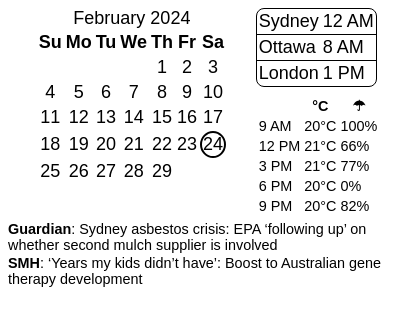 February 2024
Su Mo Tu We Th Fr Sa
1 2 3
4 5 6 7 8 9 10
11 12 13 14 15 16 17
18 19 20 21 22 23 24
25 26 27 28 29
Sydney 12 AM
Ottawa 8 AM
London 1 PM
°C ☂
9 AM 20°C 100%
12 PM 21°C 66%
3 PM 21°C 77%
6 PM 20°C 0%
9 PM 20°C 82%
Guardian: Sydney asbestos crisis: EPA ‘following up’ on
whether second mulch supplier is involved
SMH: ‘Years my kids didn’t have’: Boost to Australian gene
therapy development